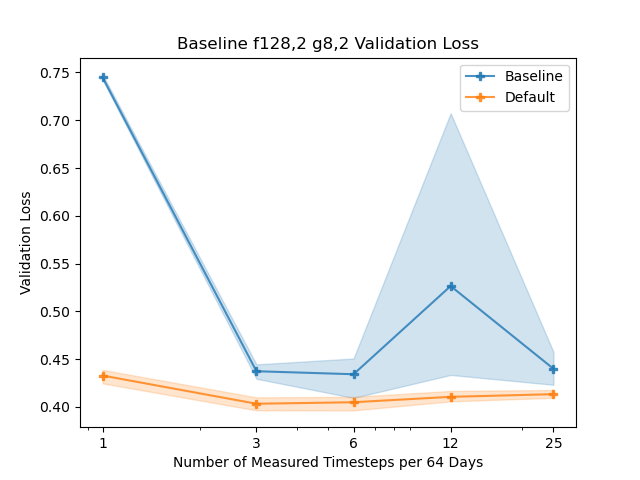 Baseline f128,2 g8,2 Validation Loss
Baseline
Default
Validation Loss
0.75
0.70
0.65
0.60
0.55
0.50
0.45
0.40
1 3 6 12 25
Number of Measured Timesteps per 64 Days